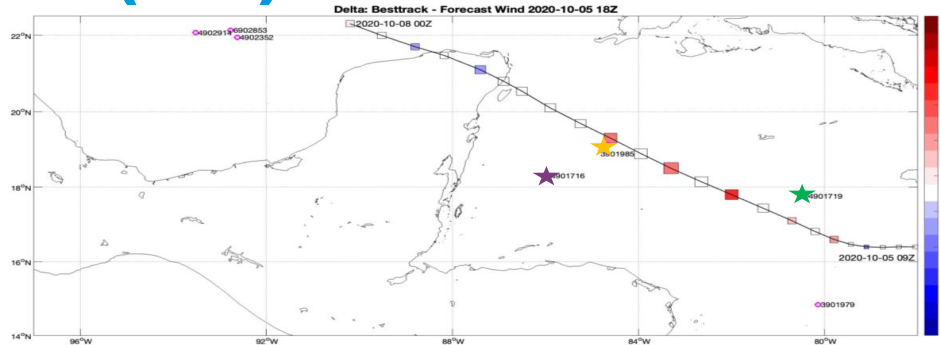 Delta: Besttrack - Forecast Wind 2020-10-05 18Z
2020-10-08 00Z
22°N
4902914
6902853
4902352
20°N
3901985
18°N
4901716
4901719
16°N
2020-10-05 09Z
3901979
14°N
96°W
92°W
88°W
84°W
80°W